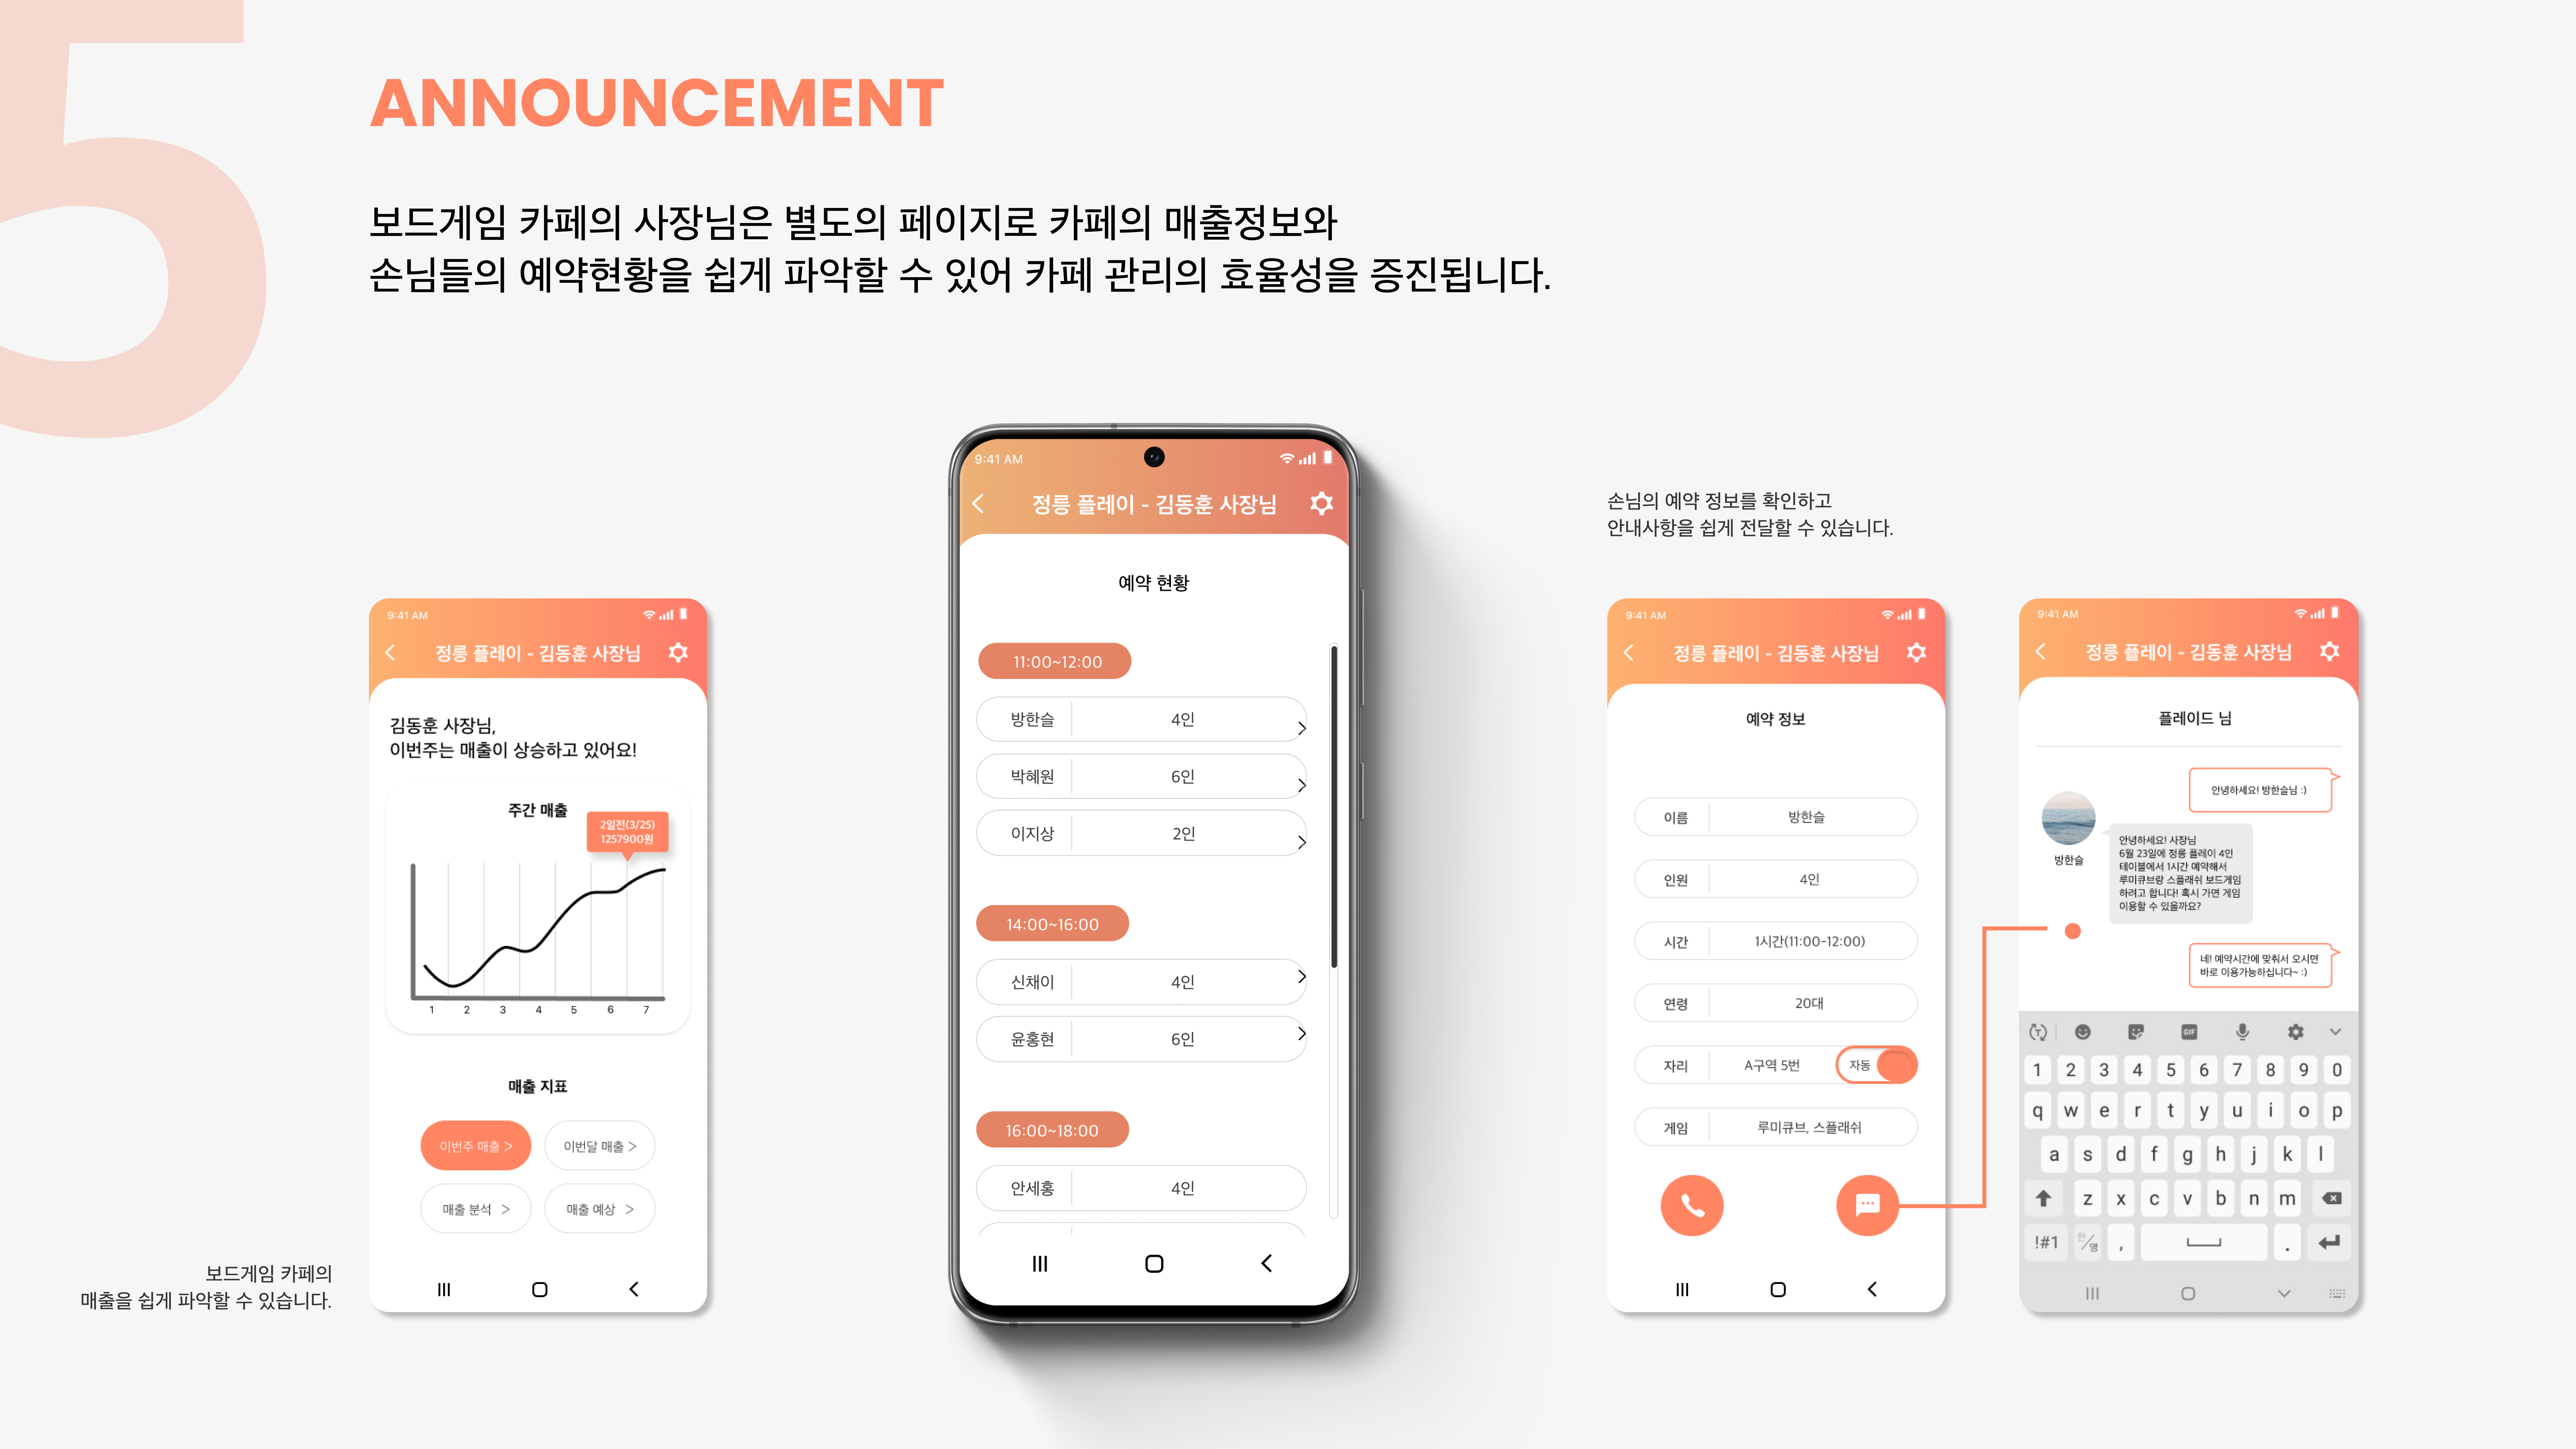 5
ANNOUNCEMENT
보드게임 카페의 사장님은 별도의 페이지로 카페의 매출정보와
손님들의 예약현황을 쉽게 파악할 수 있어 카페 관리의 효율성을 증진됩니다.
9:41 AM
정릉 플레이 - 김동훈 사장님
김동훈 사장님,
이번주는 매출이 상승하고 있어요!
주간 매출
2일전(3/25)
1257900원
1 2 3 4 5 6 7
매출 지표
이번주 매출 >
이번달 매출 >
매출 분석 >
매출 예상 >
보드게임 카페의
매출을 쉽게 파악할 수 있습니다.
9:41 AM
정릉 플레이 - 김동훈 사장님
예약 현황
11:00~12:00
방한슬 4인
박혜원 6인
이지상 2인
14:00~16:00
신채이 4인
윤홍현 6인
16:00~18:00
안세홍 4인
손님의 예약 정보를 확인하고
안내사항을 쉽게 전달할 수 있습니다.
9:41 AM
정릉 플레이 - 김동훈 사장님
예약 정보
이름 방한슬
인원 4인
시간 1시간(11:00-12:00)
연령 20대
자리 A구역 5번 자동
게임 루미큐브, 스플래쉬
9:41 AM
정릉 플레이 - 김동훈 사장님
플레이드 님
안녕하세요! 방한슬님 :)
방한슬
안녕하세요! 사장님
6월 23일에 정릉 플레이 4인
테이블에서 1시간 예약해서
루미큐브랑 스플래쉬 보드게임
하려고 합니다! 혹시 가면 게임
이용할 수 있을까요?
네! 예약시간에 맞춰서 오시면
바로 이용가능하십니다~ :)
GIF
1 2 3 4 5 6 7 8 9 0
q w e r t y u i o p
a s d f g h j k l
z x c v b n m
!#1 한/영 , .